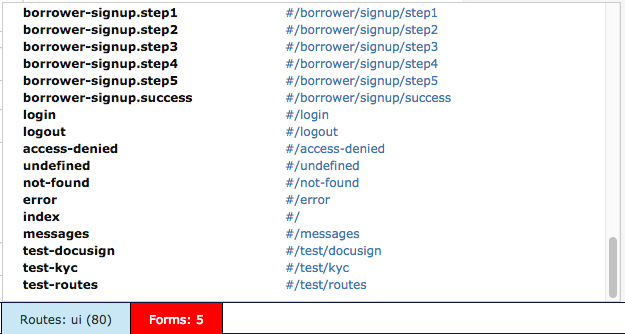 borrower-signup.step1 #/borrower/signup/step1
borrower-signup.step2 #/borrower/signup/step2
borrower-signup.step3 #/borrower/signup/step3
borrower-signup.step4 #/borrower/signup/step4
borrower-signup.step5 #/borrower/signup/step5
borrower-signup.success #/borrower/signup/success
login #/login
logout #/logout
access-denied #/access-denied
undefined #/undefined
not-found #/not-found
error #/error
index #/
messages #/messages
test-docusign #/test/docusign
test-kyc #/test/kyc
test-routes #/test/routes
Routes: ui (80) Forms: 5